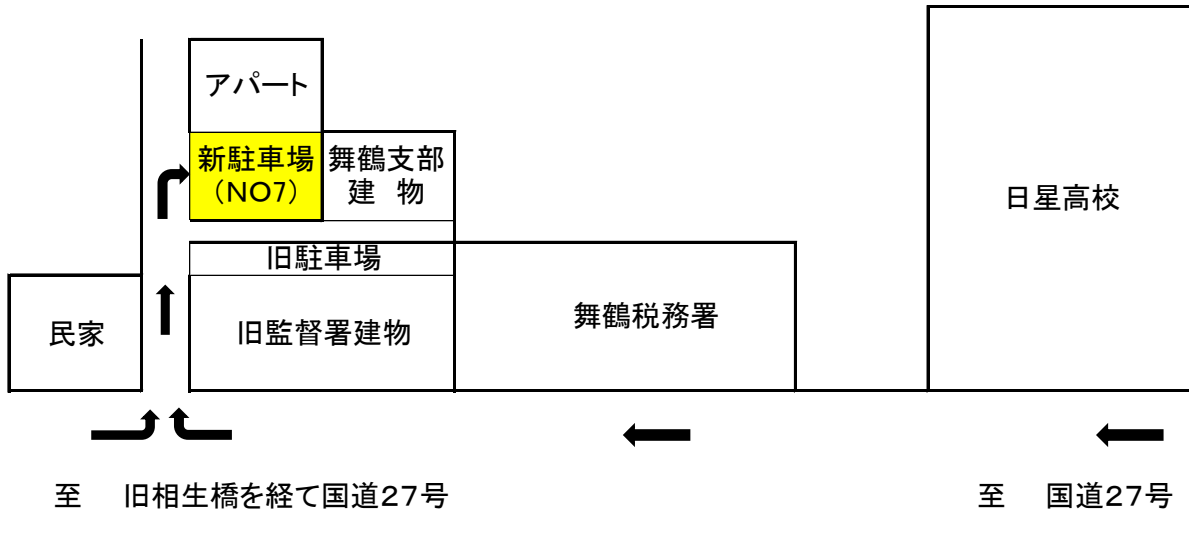 アパート
新駐車場
（NO7）
舞鶴支部
建　物
日星高校
旧駐車場
民家
旧監督署建物
舞鶴税務署
至　旧相生橋を経て国道２７号
至　国道２７号